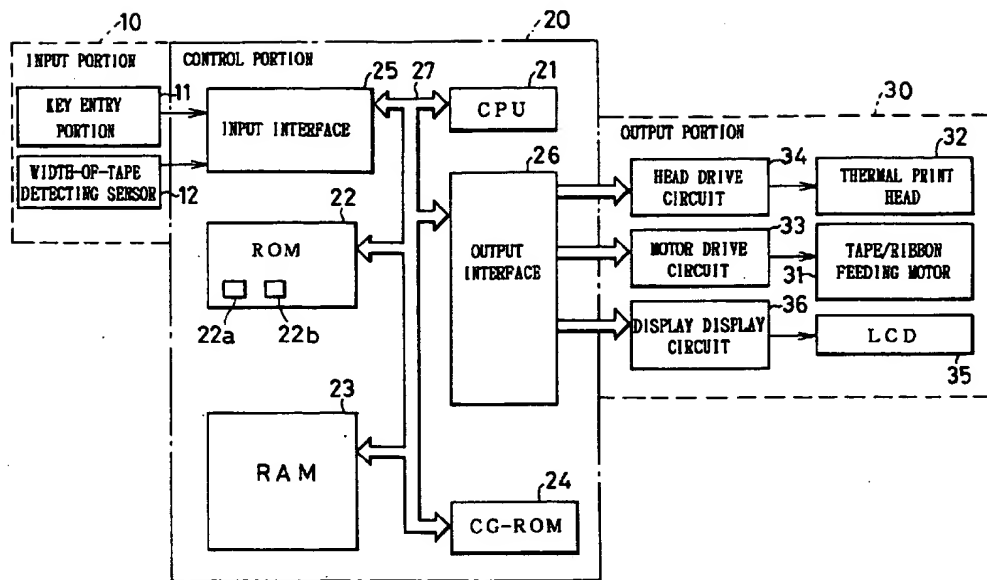 10
20
INPUT PORTION
CONTROL PORTION
11
KEY ENTRY
PORTION
WIDTH-OF-TAPE
DETECTING SENSOR
12
25
INPUT INTERFACE
27
21
CPU
22
ROM
22a
22b
23
RAM
26
OUTPUT
INTERFACE
24
CG-ROM
30
OUTPUT PORTION
34
HEAD DRIVE
CIRCUIT
32
THERMAL PRINT
HEAD
33
MOTOR DRIVE
CIRCUIT
31
TAPE/RIBBON
FEEDING MOTOR
36
DISPLAY DISPLAY
CIRCUIT
LCD
35